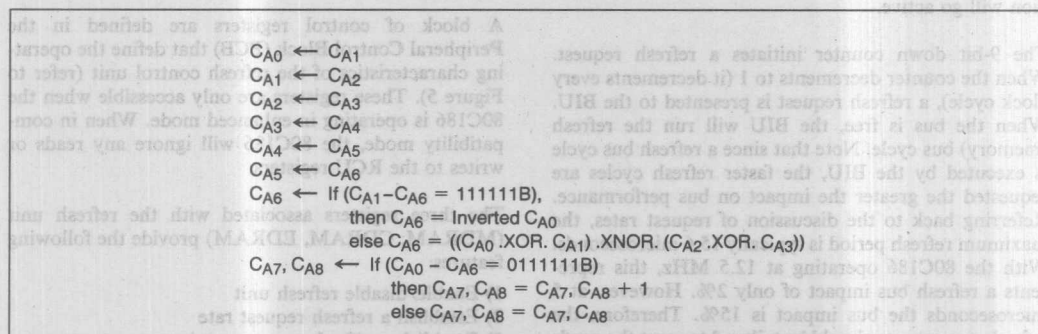 C_A0 ← C_A1
C_A1 ← C_A2
C_A2 ← C_A3
C_A3 ← C_A4
C_A4 ← C_A5
C_A5 ← C_A6
C_A6 ← If (C_A1–C_A6 = 111111B),
then C_A6 = Inverted C_A0
else C_A6 = ((C_A0 .XOR. C_A1) .XNOR. (C_A2 .XOR. C_A3))
C_A7, C_A8 ← If (C_A0 – C_A6 = 0111111B)
then C_A7, C_A8 = C_A7, C_A8 + 1
else C_A7, C_A8 = C_A7, C_A8